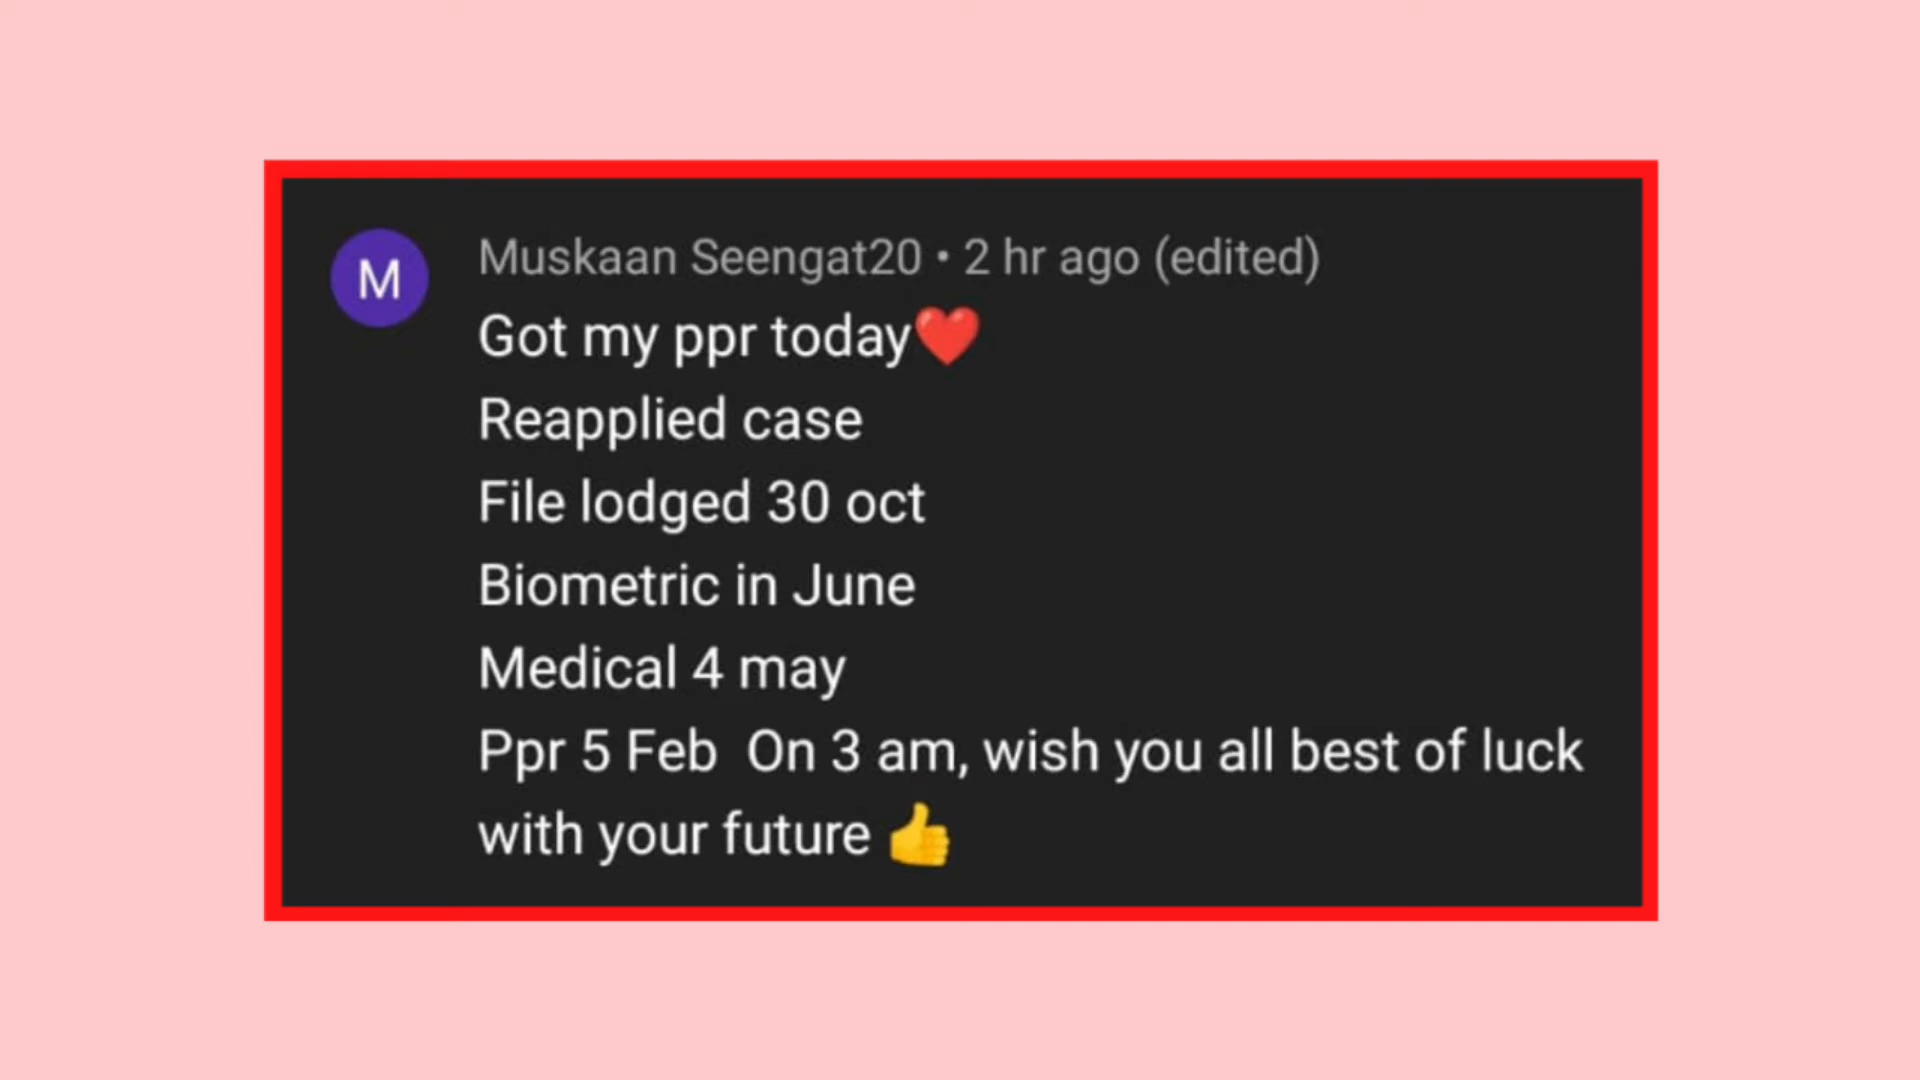 M
Muskaan Seengat20 • 2 hr ago (edited)
Got my ppr today❤️
Reapplied case
File lodged 30 oct
Biometric in June
Medical 4 may
Ppr 5 Feb  On 3 am, wish you all best of luck
with your future 👍